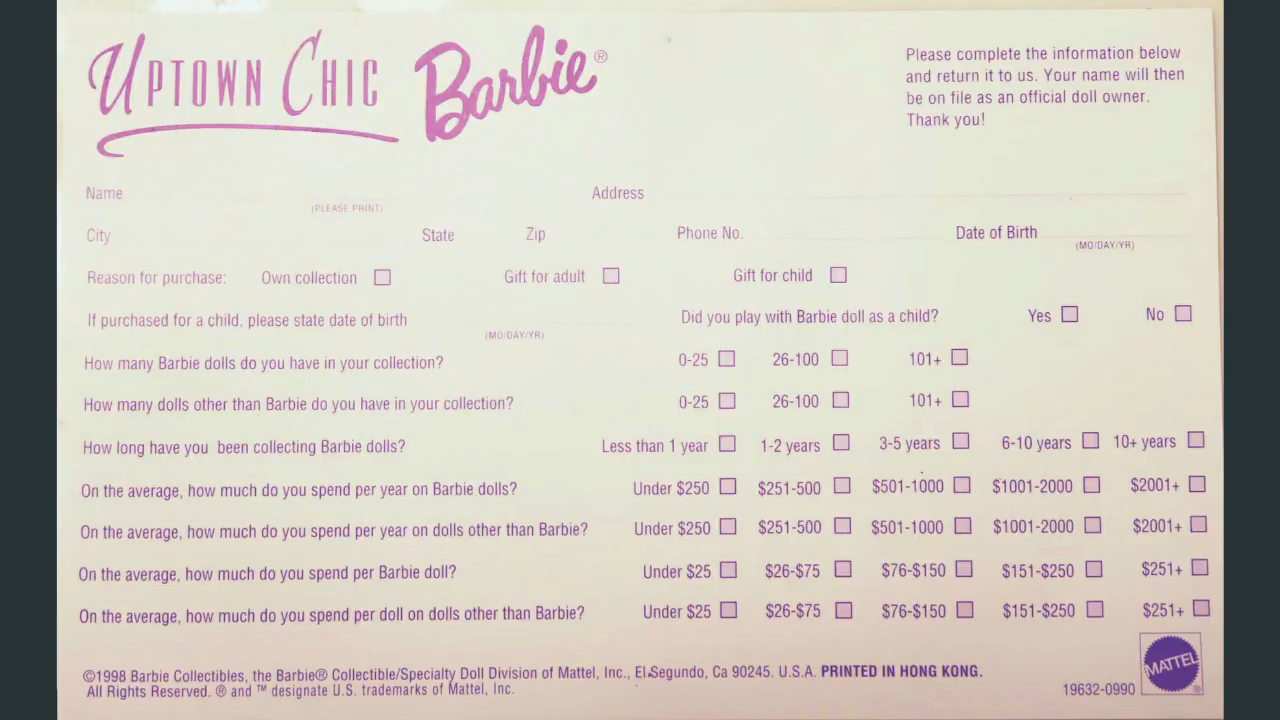 UPTOWN CHIC Barbie®
Please complete the information below
and return it to us. Your name will then
be on file as an official doll owner.
Thank you!
Name Address
(PLEASE PRINT)
City State Zip Phone No. Date of Birth
(MO/DAY/YR)
Reason for purchase: Own collection Gift for adult Gift for child
If purchased for a child, please state date of birth Did you play with Barbie doll as a child? Yes No
(MO/DAY/YR)
How many Barbie dolls do you have in your collection? 0-25 26-100 101+
How many dolls other than Barbie do you have in your collection? 0-25 26-100 101+
How long have you been collecting Barbie dolls? Less than 1 year 1-2 years 3-5 years 6-10 years 10+ years
On the average, how much do you spend per year on Barbie dolls? Under $250 $251-500 $501-1000 $1001-2000 $2001+
On the average, how much do you spend per year on dolls other than Barbie? Under $250 $251-500 $501-1000 $1001-2000 $2001+
On the average, how much do you spend per Barbie doll? Under $25 $26-$75 $76-$150 $151-$250 $251+
On the average, how much do you spend per doll on dolls other than Barbie? Under $25 $26-$75 $76-$150 $151-$250 $251+
©1998 Barbie Collectibles, the Barbie® Collectible/Specialty Doll Division of Mattel, Inc., El Segundo, Ca 90245. U.S.A. PRINTED IN HONG KONG.
All Rights Reserved. ® and ™ designate U.S. trademarks of Mattel, Inc.
19632-0990
MATTEL®